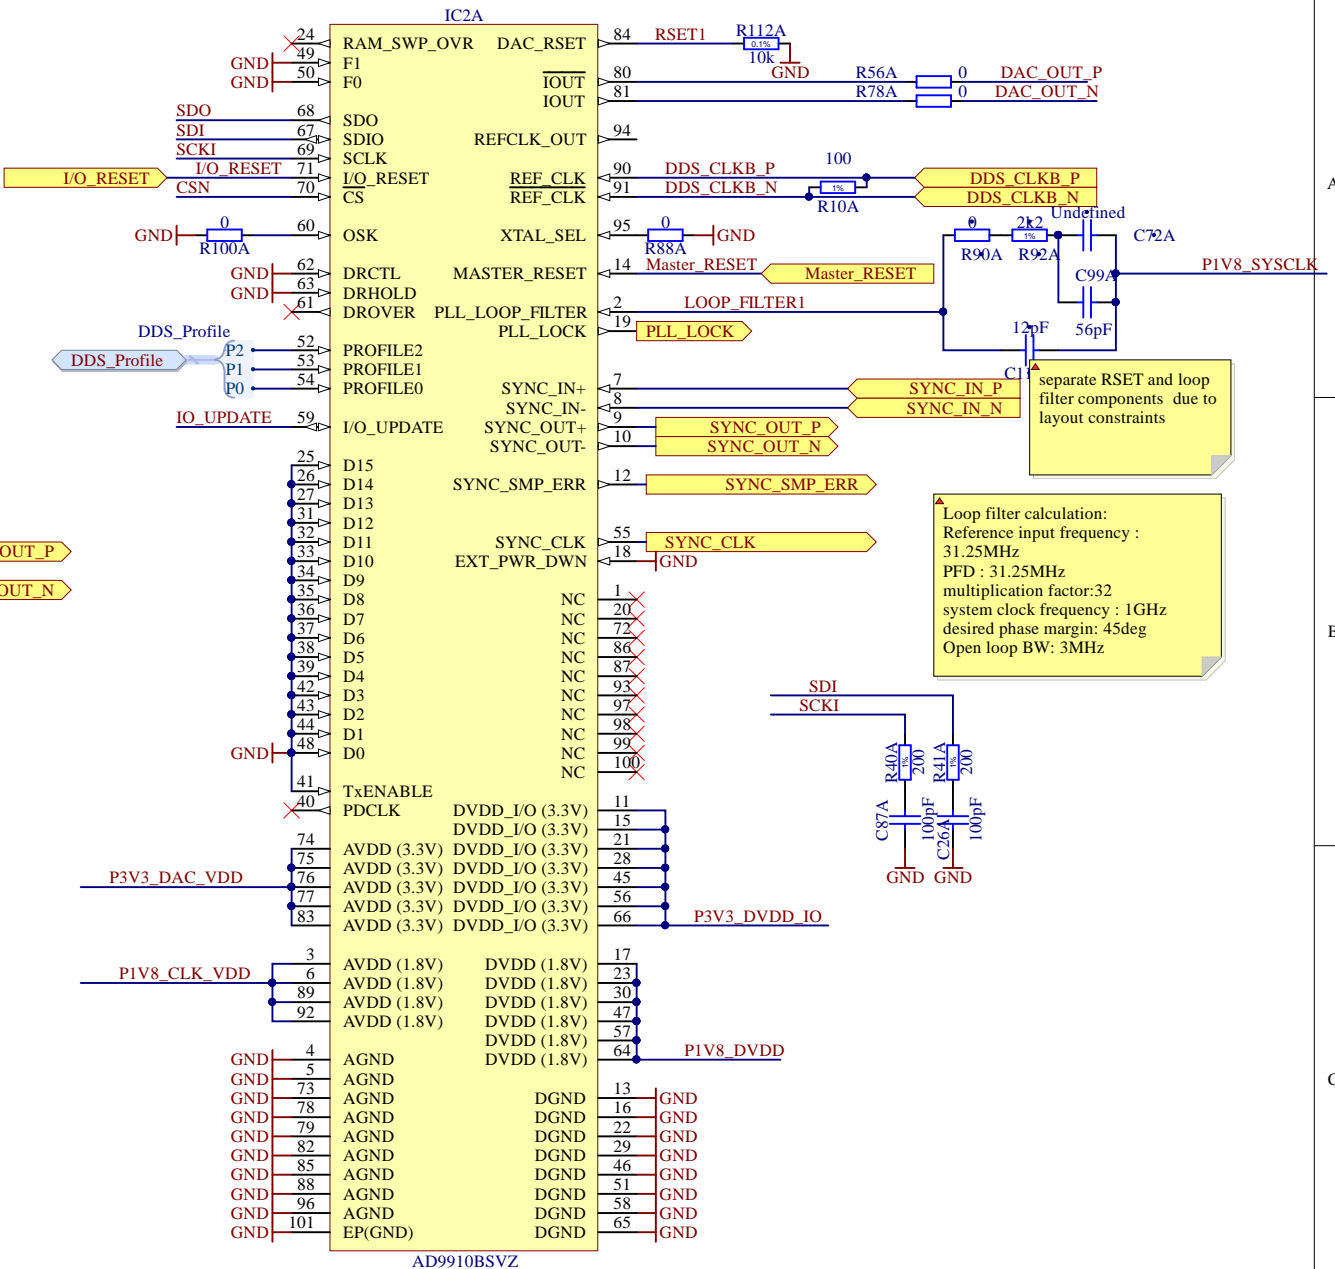 IC2A
24 RAM_SWP_OVR
GND 49 F1
GND 50 F0
SDO 68 SDO
SDI 67 SDIO
SCKI 69 SCLK
I/O_RESET I/O_RESET 71 I/O_RESET
CSN 70 CS
GND 0 R100A 60 OSK
GND 62 DRCTL
GND 63 DRHOLD
61 DROVER
DDS_Profile
DDS_Profile
P2 52 PROFILE2
P1 53 PROFILE1
P0 54 PROFILE0
IO_UPDATE 59 I/O_UPDATE
25 D15
26 D14
27 D13
31 D12
32 D11
33 D10
34 D9
35 D8
36 D7
37 D6
38 D5
39 D4
42 D3
43 D2
44 D1
GND 48 D0
41 TxENABLE
40 PDCLK
OUT_P
OUT_N
74 AVDD (3.3V)
75 AVDD (3.3V)
P3V3_DAC_VDD 76 AVDD (3.3V)
77 AVDD (3.3V)
83 AVDD (3.3V)
3 AVDD (1.8V)
P1V8_CLK_VDD 6 AVDD (1.8V)
89 AVDD (1.8V)
92 AVDD (1.8V)
GND 4 AGND
GND 5 AGND
GND 73 AGND
GND 78 AGND
GND 79 AGND
GND 82 AGND
GND 85 AGND
GND 88 AGND
GND 96 AGND
GND 101 EP(GND)
DAC_RSET 84 RSET1 R112A 0.1% 10k GND
IOUT 80 R56A 0 DAC_OUT_P
IOUT 81 R78A 0 DAC_OUT_N
REFCLK_OUT 94
REF_CLK 90 DDS_CLKB_P 100 DDS_CLKB_P
REF_CLK 91 DDS_CLKB_N 1% R10A DDS_CLKB_N
XTAL_SEL 95 0 R88A GND
MASTER_RESET 14 Master_RESET Master_RESET
PLL_LOOP_FILTER 2 LOOP_FILTER1
PLL_LOCK 19 PLL_LOCK
Undefined
0 2k2 1% C72A
R90A R92A
C99A P1V8_SYSCLK
12pF 56pF
SYNC_IN+ 7 SYNC_IN_P
SYNC_IN- 8 SYNC_IN_N
SYNC_OUT+ 9 SYNC_OUT_P
SYNC_OUT- 10 SYNC_OUT_N
SYNC_SMP_ERR 12 SYNC_SMP_ERR
SYNC_CLK 55 SYNC_CLK
EXT_PWR_DWN 18 GND
separate RSET and loop
filter components due to
layout constraints
Loop filter calculation:
Reference input frequency :
31.25MHz
PFD : 31.25MHz
multiplication factor:32
system clock frequency : 1GHz
desired phase margin: 45deg
Open loop BW: 3MHz
NC 1
NC 20
NC 72
NC 86
NC 87
NC 93
NC 97
NC 98
NC 99
NC 100
SDI
SCKI
R40A 1% 200
R41A 1% 200
C87A 100pF
C26A 100pF
GND GND
DVDD_I/O (3.3V) 11
DVDD_I/O (3.3V) 15
DVDD_I/O (3.3V) 21
DVDD_I/O (3.3V) 28
DVDD_I/O (3.3V) 45
DVDD_I/O (3.3V) 56
DVDD_I/O (3.3V) 66 P3V3_DVDD_IO
DVDD (1.8V) 17
DVDD (1.8V) 23
DVDD (1.8V) 30
DVDD (1.8V) 47
DVDD (1.8V) 57
DVDD (1.8V) 64 P1V8_DVDD
DGND 13 GND
DGND 16 GND
DGND 22 GND
DGND 29 GND
DGND 46 GND
DGND 51 GND
DGND 58 GND
DGND 65 GND
AD9910BSVZ
A
B